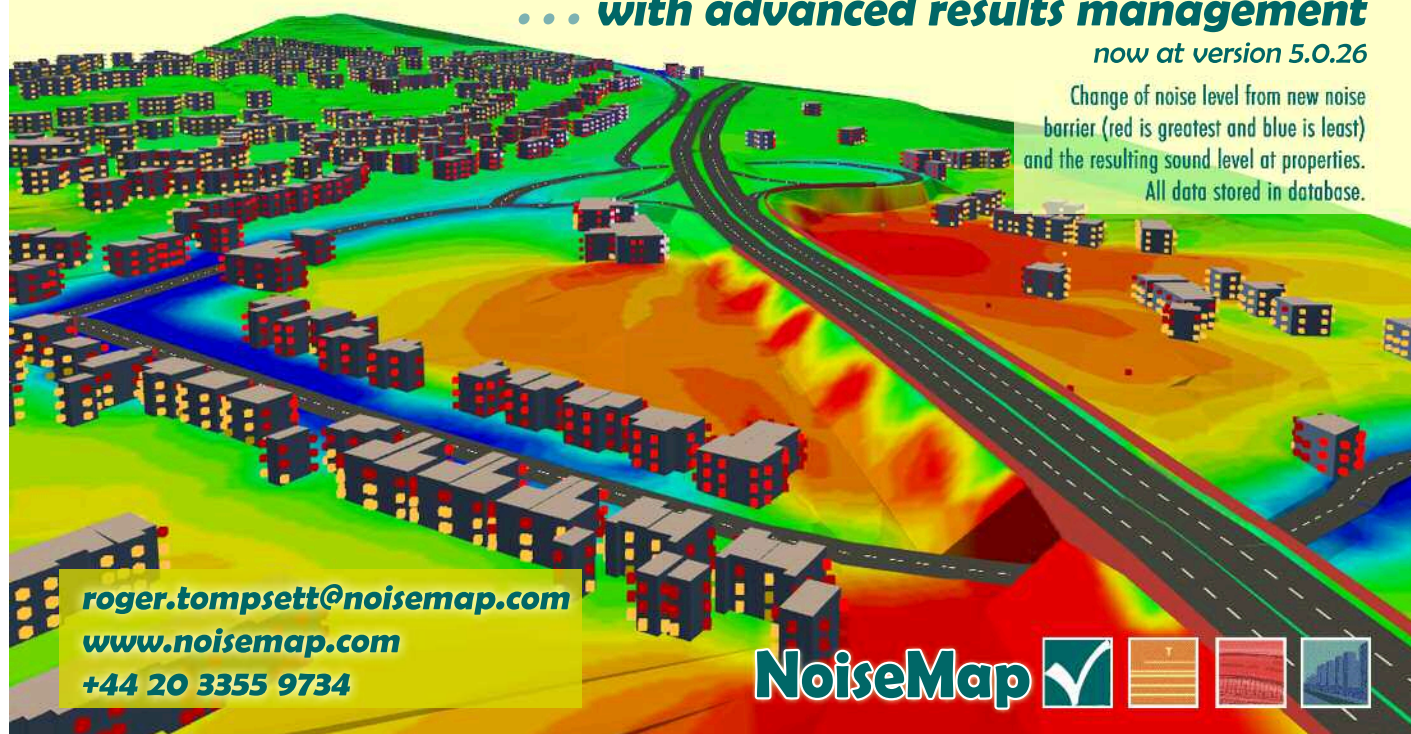 ... with advanced results management
now at version 5.0.26
Change of noise level from new noise
barrier (red is greatest and blue is least)
and the resulting sound level at properties.
All data stored in database.
roger.tompsett@noisemap.com
www.noisemap.com
+44 20 3355 9734
NoiseMap
T